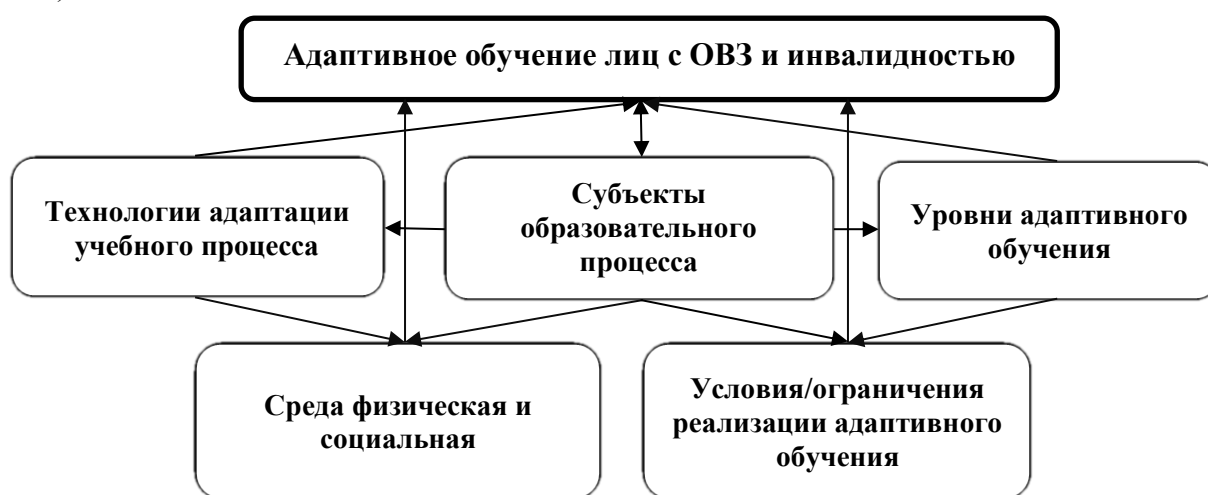 Адаптивное обучение лиц с ОВЗ и инвалидностью
Технологии адаптации
учебного процесса
Субъекты
образовательного
процесса
Уровни адаптивного
обучения
Среда физическая и
социальная
Условия/ограничения
реализации адаптивного
обучения